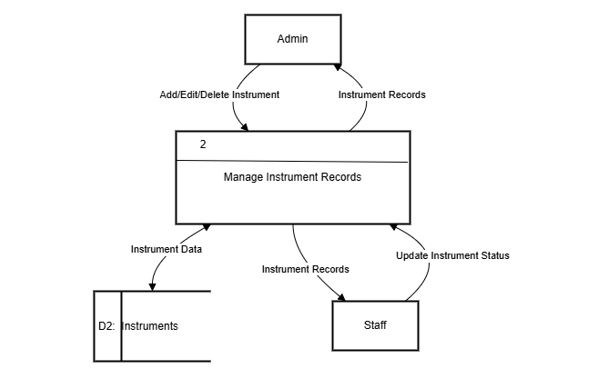 Admin
Add/Edit/Delete Instrument
Instrument Records
2
Manage Instrument Records
Instrument Data
Update Instrument Status
Instrument Records
D2: Instruments
Staff